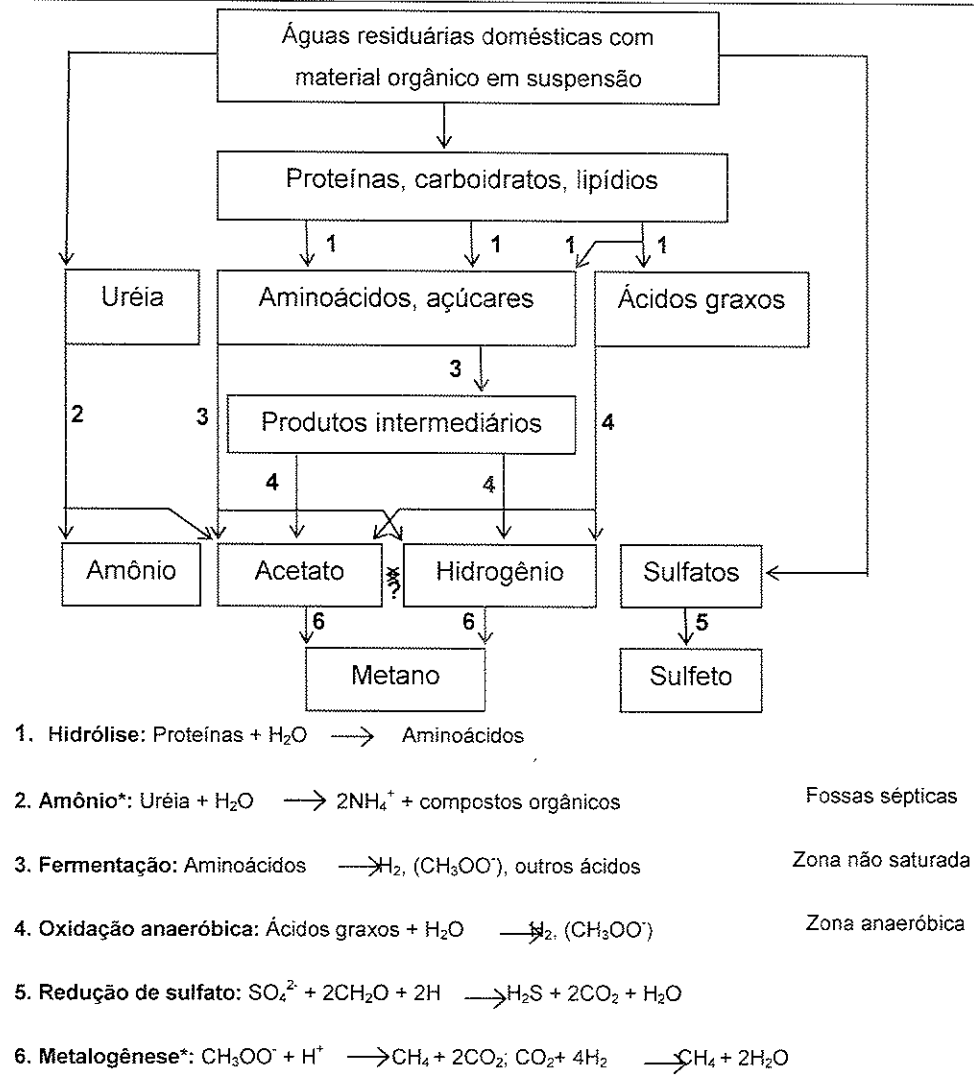 Águas residuárias domésticas com
material orgânico em suspensão
Proteínas, carboidratos, lipídios
1
1
1
1
Uréia
Aminoácidos, açúcares
Ácidos graxos
3
2
3
Produtos intermediários
4
4
4
Amônio
Acetato
?
Hidrogênio
Sulfatos
6
6
5
Metano
Sulfeto
1. Hidrólise: Proteínas + H₂O → Aminoácidos
2. Amônio*: Uréia + H₂O → 2NH₄⁺ + compostos orgânicos Fossas sépticas
3. Fermentação: Aminoácidos → H₂, (CH₃OO⁻), outros ácidos Zona não saturada
4. Oxidação anaeróbica: Ácidos graxos + H₂O → H₂, (CH₃OO⁻) Zona anaeróbica
5. Redução de sulfato: SO₄²⁻ + 2CH₂O + 2H → H₂S + 2CO₂ + H₂O
6. Metalogênese*: CH₃OO⁻ + H⁺ → CH₄ + 2CO₂; CO₂+ 4H₂ → CH₄ + 2H₂O